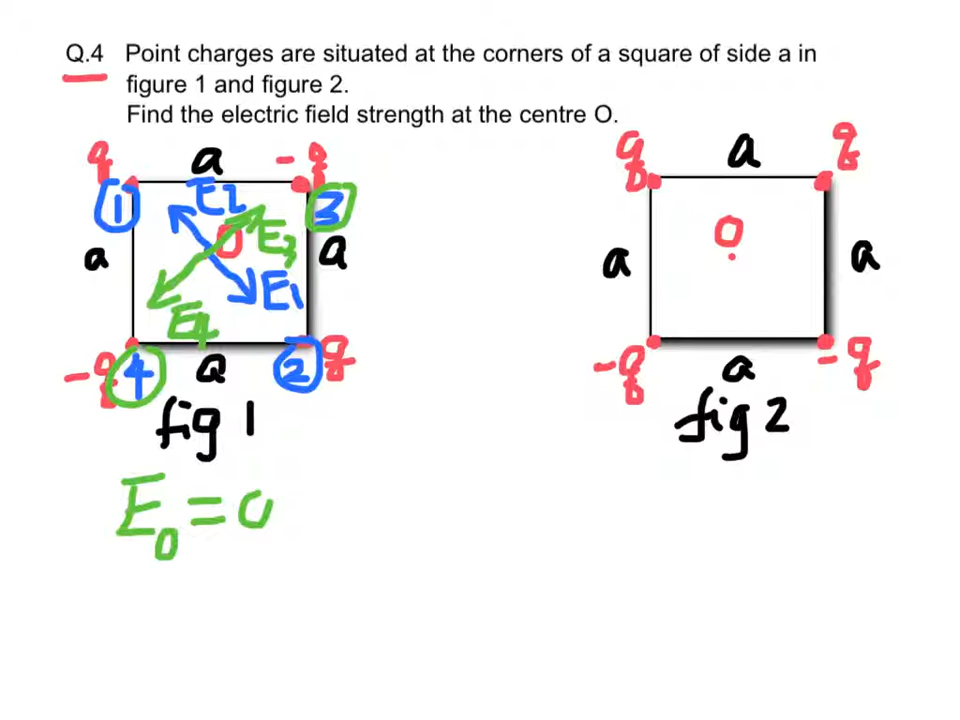 Q.4 Point charges are situated at the corners of a square of side a in
figure 1 and figure 2.
Find the electric field strength at the centre O.
q a -q
q a q
1 E2 3
O E3
O
a a
a a
E1
E4
-q 4 a 2 q
-q a -q
fig 1
fig 2
E0 = 0